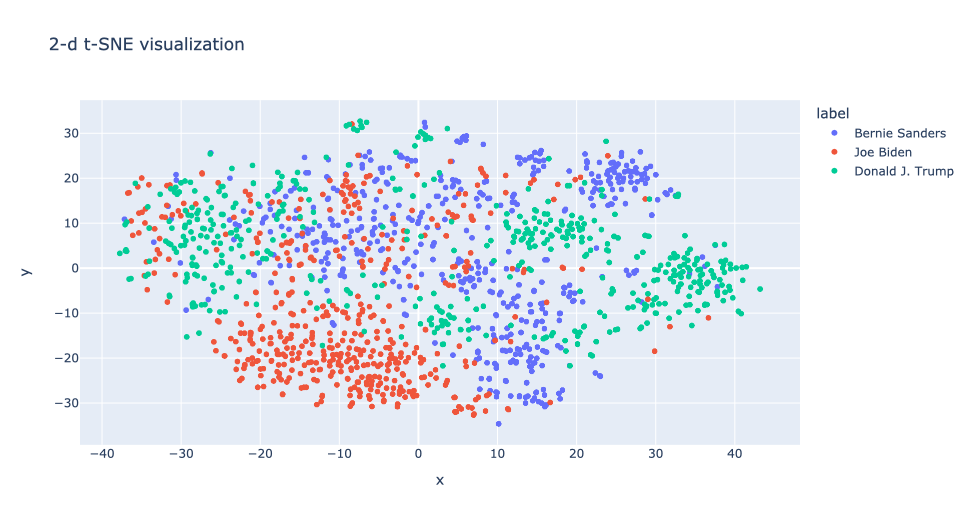 2-d t-SNE visualization
label
Bernie Sanders
Joe Biden
Donald J. Trump
30
20
10
0
−10
−20
−30
y
−40 −30 −20 −10 0 10 20 30 40
x